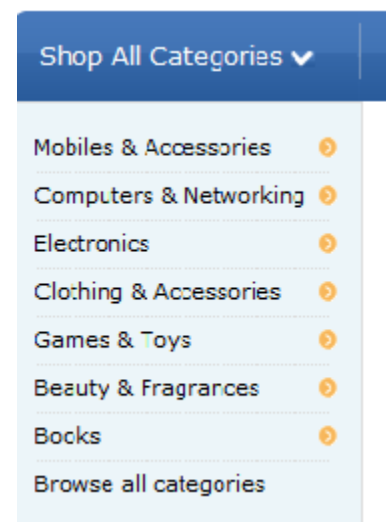 Shop All Categories
Mobiles & Accessories
Computers & Networking
Electronics
Clothing & Accessories
Games & Toys
Beauty & Fragrances
Books
Browse all categories